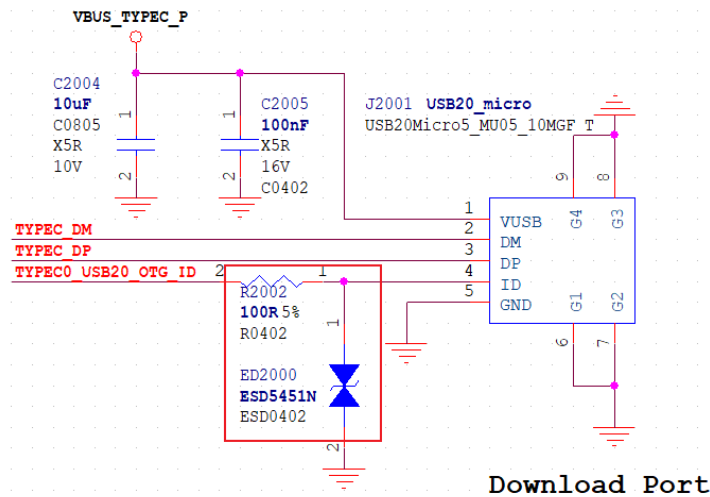 VBUS_TYPEC_P
C2004
10uF
C0805
X5R
10V
1
2
C2005
100nF
X5R
16V
C0402
1
2
J2001 USB20_micro
USB20Micro5_MU05_10MGF T
9
8
1
VUSB
G4
G3
TYPEC_DM
2
DM
TYPEC_DP
3
DP
TYPEC0_USB20_OTG_ID
2
1
4
ID
R2002
100R 5%
R0402
5
GND
G1
G2
6
7
1
ED2000
ESD5451N
ESD0402
2
Download Port